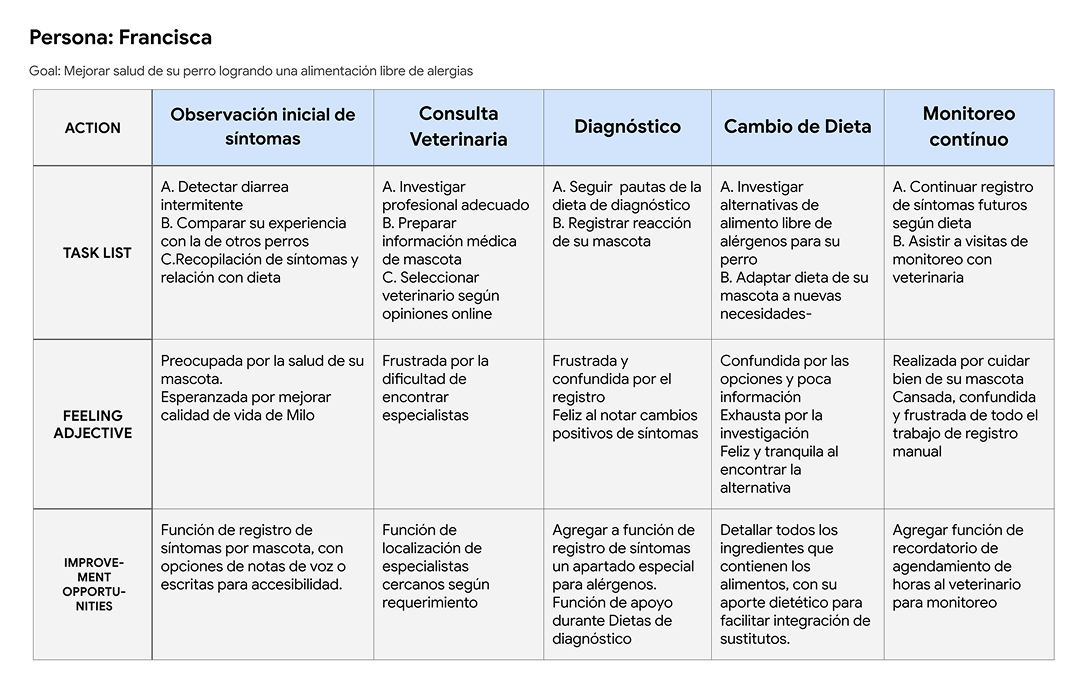 Persona: Francisca
Goal: Mejorar salud de su perro logrando una alimentación libre de alergias
ACTION
Observación inicial de
síntomas
Consulta
Veterinaria
Diagnóstico
Cambio de Dieta
Monitoreo
contínuo
TASK LIST
A. Detectar diarrea
intermitente
B. Comparar su experiencia
con la de otros perros
C.Recopilación de síntomas y
relación con dieta
A. Investigar
profesional adecuado
B. Preparar
información médica
de mascota
C. Seleccionar
veterinario según
opiniones online
A. Seguir  pautas de la
dieta de diagnóstico
B. Registrar reacción
de su mascota
A. Investigar
alternativas de
alimento libre de
alérgenos para su
perro
B. Adaptar dieta de su
mascota a nuevas
necesidades-
A. Continuar registro
de síntomas futuros
según dieta
B. Asistir a visitas de
monitoreo con
veterinaria
FEELING
ADJECTIVE
Preocupada por la salud de su
mascota.
Esperanzada por mejorar
calidad de vida de Milo
Frustrada por la
dificultad de
encontrar
especialistas
Frustrada y
confundida por el
registro
Feliz al notar cambios
positivos de síntomas
Confundida por las
opciones y poca
información
Exhausta por la
investigación
Feliz y tranquila al
encontrar la
alternativa
Realizada por cuidar
bien de su mascota
Cansada, confundida
y frustrada de todo el
trabajo de registro
manual
IMPROVE-
MENT
OPPORTU-
NITIES
Función de registro de
síntomas por mascota, con
opciones de notas de voz o
escritas para accesibilidad.
Función de
localización de
especialistas
cercanos según
requerimiento
Agregar a función de
registro de síntomas
un apartado especial
para alérgenos.
Función de apoyo
durante Dietas de
diagnóstico
Detallar todos los
ingredientes que
contienen los
alimentos, con su
aporte dietético para
facilitar integración de
sustitutos.
Agregar función de
recordatorio de
agendamiento de
horas al veterinario
para monitoreo